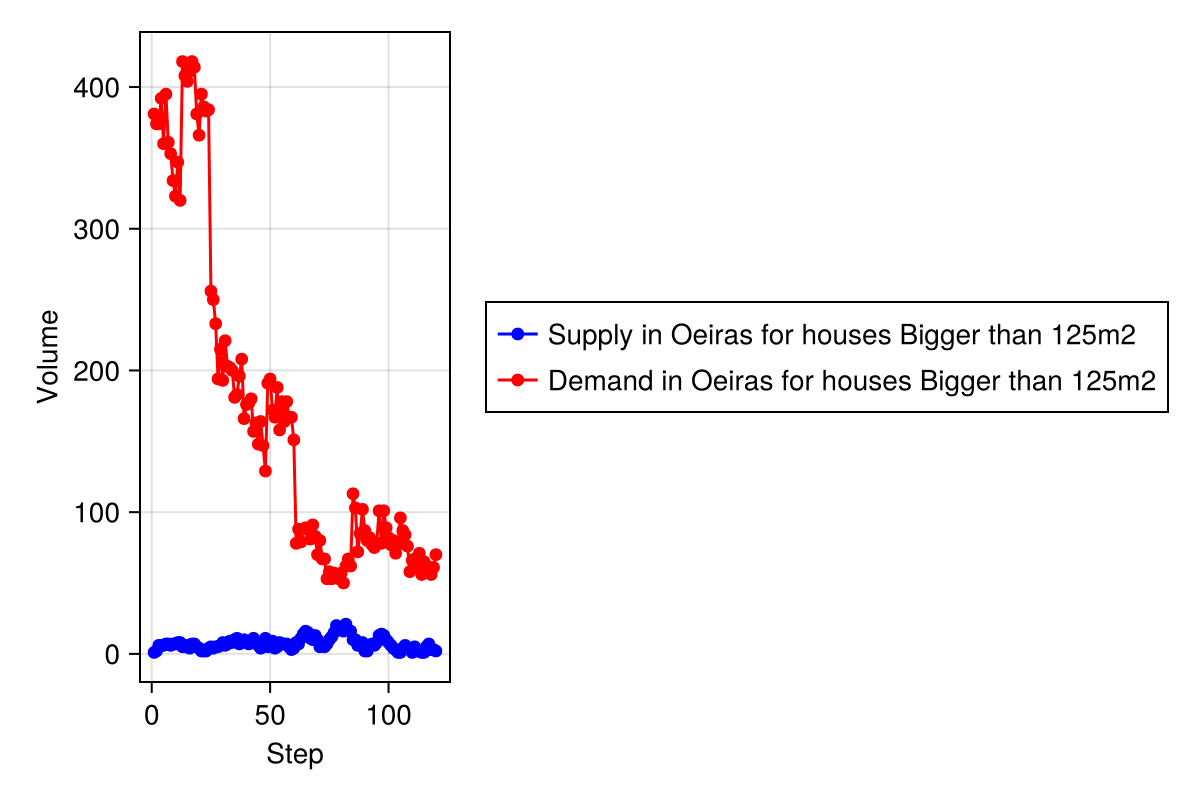 400
300
200
100
0
Volume
0 50 100
Step
Supply in Oeiras for houses Bigger than 125m2
Demand in Oeiras for houses Bigger than 125m2